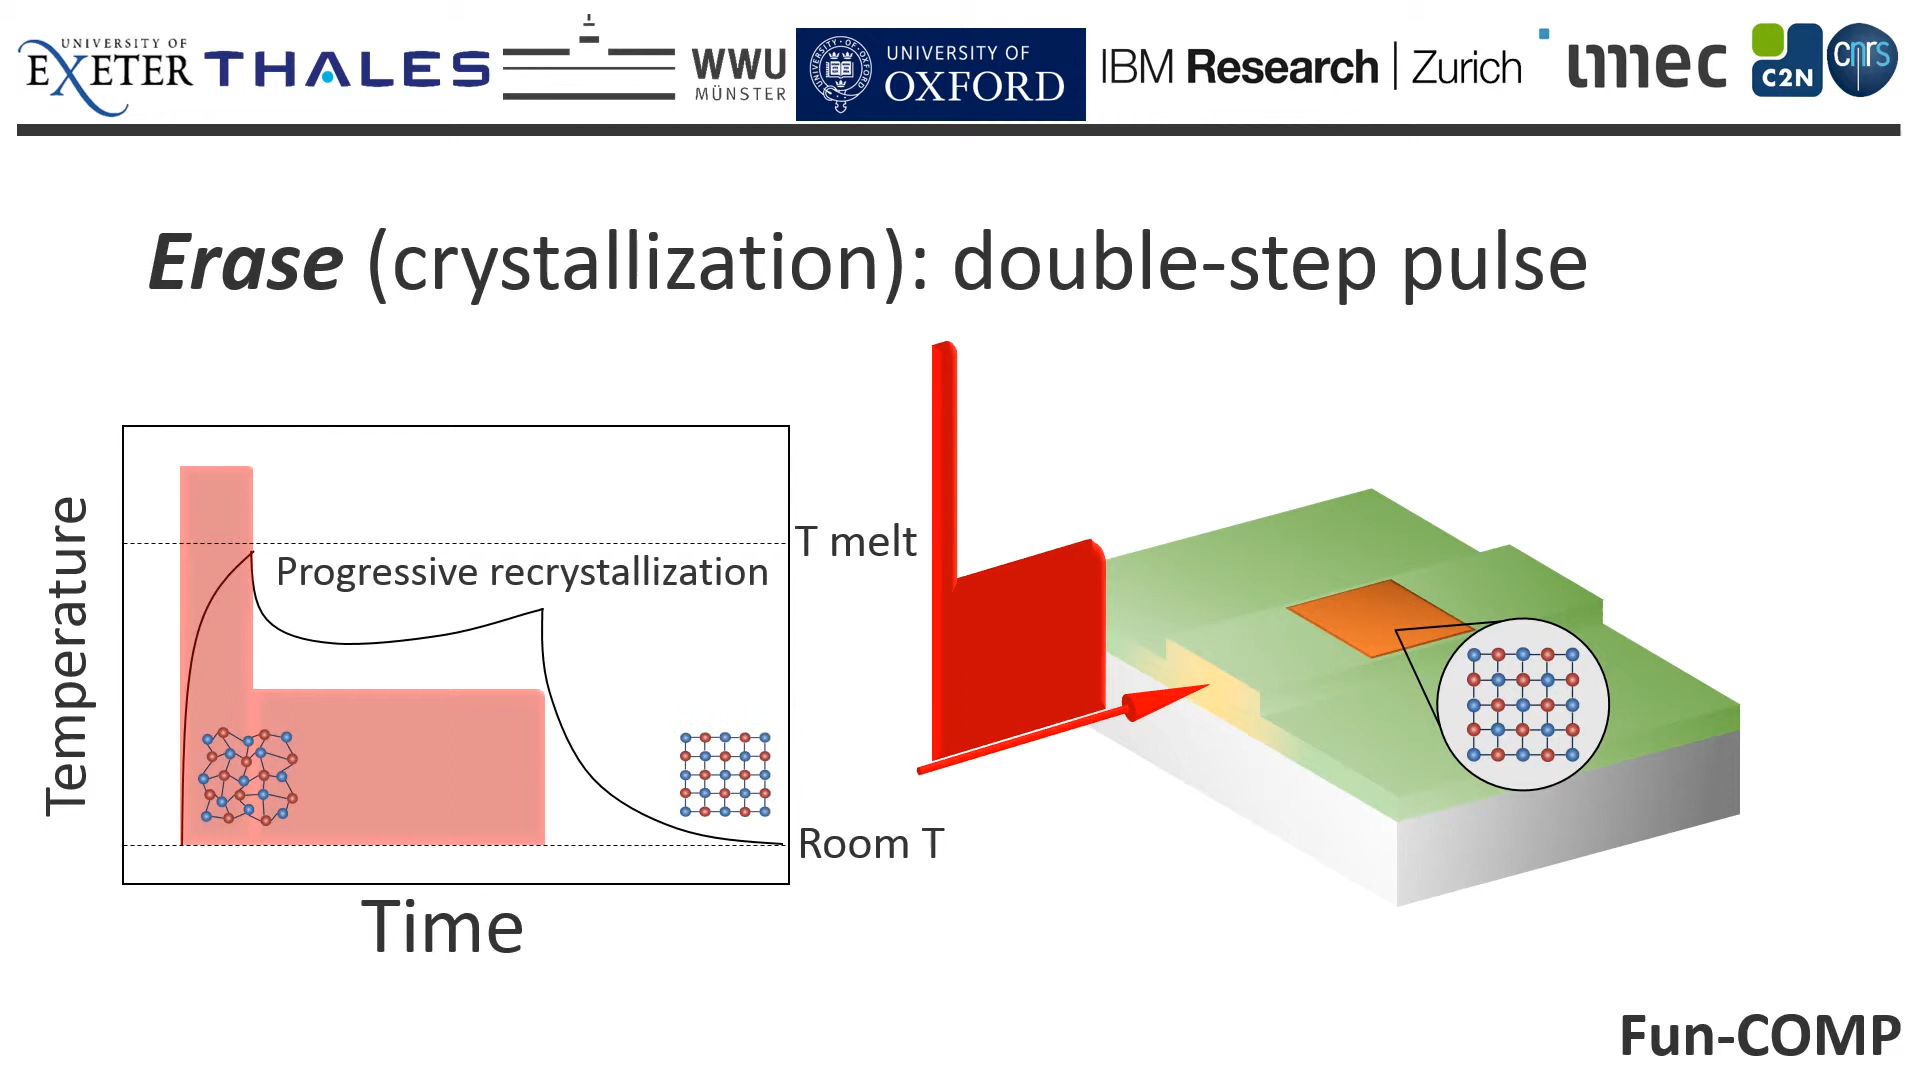 UNIVERSITY OF
EXETER
THALES
WWU
MÜNSTER
UNIVERSITY OF
OXFORD
IBM Research | Zurich
imec
C2N
cnrs
Erase (crystallization): double-step pulse
T melt
Progressive recrystallization
Temperature
Room T
Time
Fun-COMP